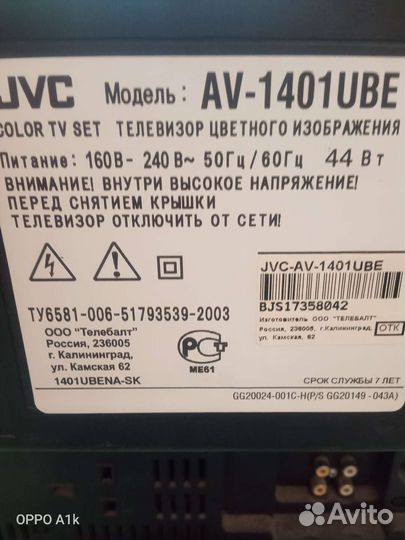 JVC Модель: AV-1401UBE
COLOR TV SET ТЕЛЕВИЗОР ЦВЕТНОГО ИЗОБРАЖЕНИЯ
Питание: 160В- 240 В~ 50Гц/60Гц 44 Вт
ВНИМАНИЕ! ВНУТРИ ВЫСОКОЕ НАПРЯЖЕНИЕ!
ПЕРЕД СНЯТИЕМ КРЫШКИ
ТЕЛЕВИЗОР ОТКЛЮЧИТЬ ОТ СЕТИ!
JVC-AV-1401UBE
BJS17358042
Изготовитель ООО "ТЕЛЕБАЛТ"
Россия, 236005, г.Калининград,
ул. Камская, 62
ОТК
ТУ6581-006-51793539-2003
ООО "Телебалт"
Россия, 236005
г. Калининград,
ул. Камская 62
1401UBENA-SK
РСТ
МЕ61
СРОК СЛУЖБЫ 7 ЛЕТ
GG20024-001C-H(P/S GG20149 -043A)
OPPO A1k
Avito